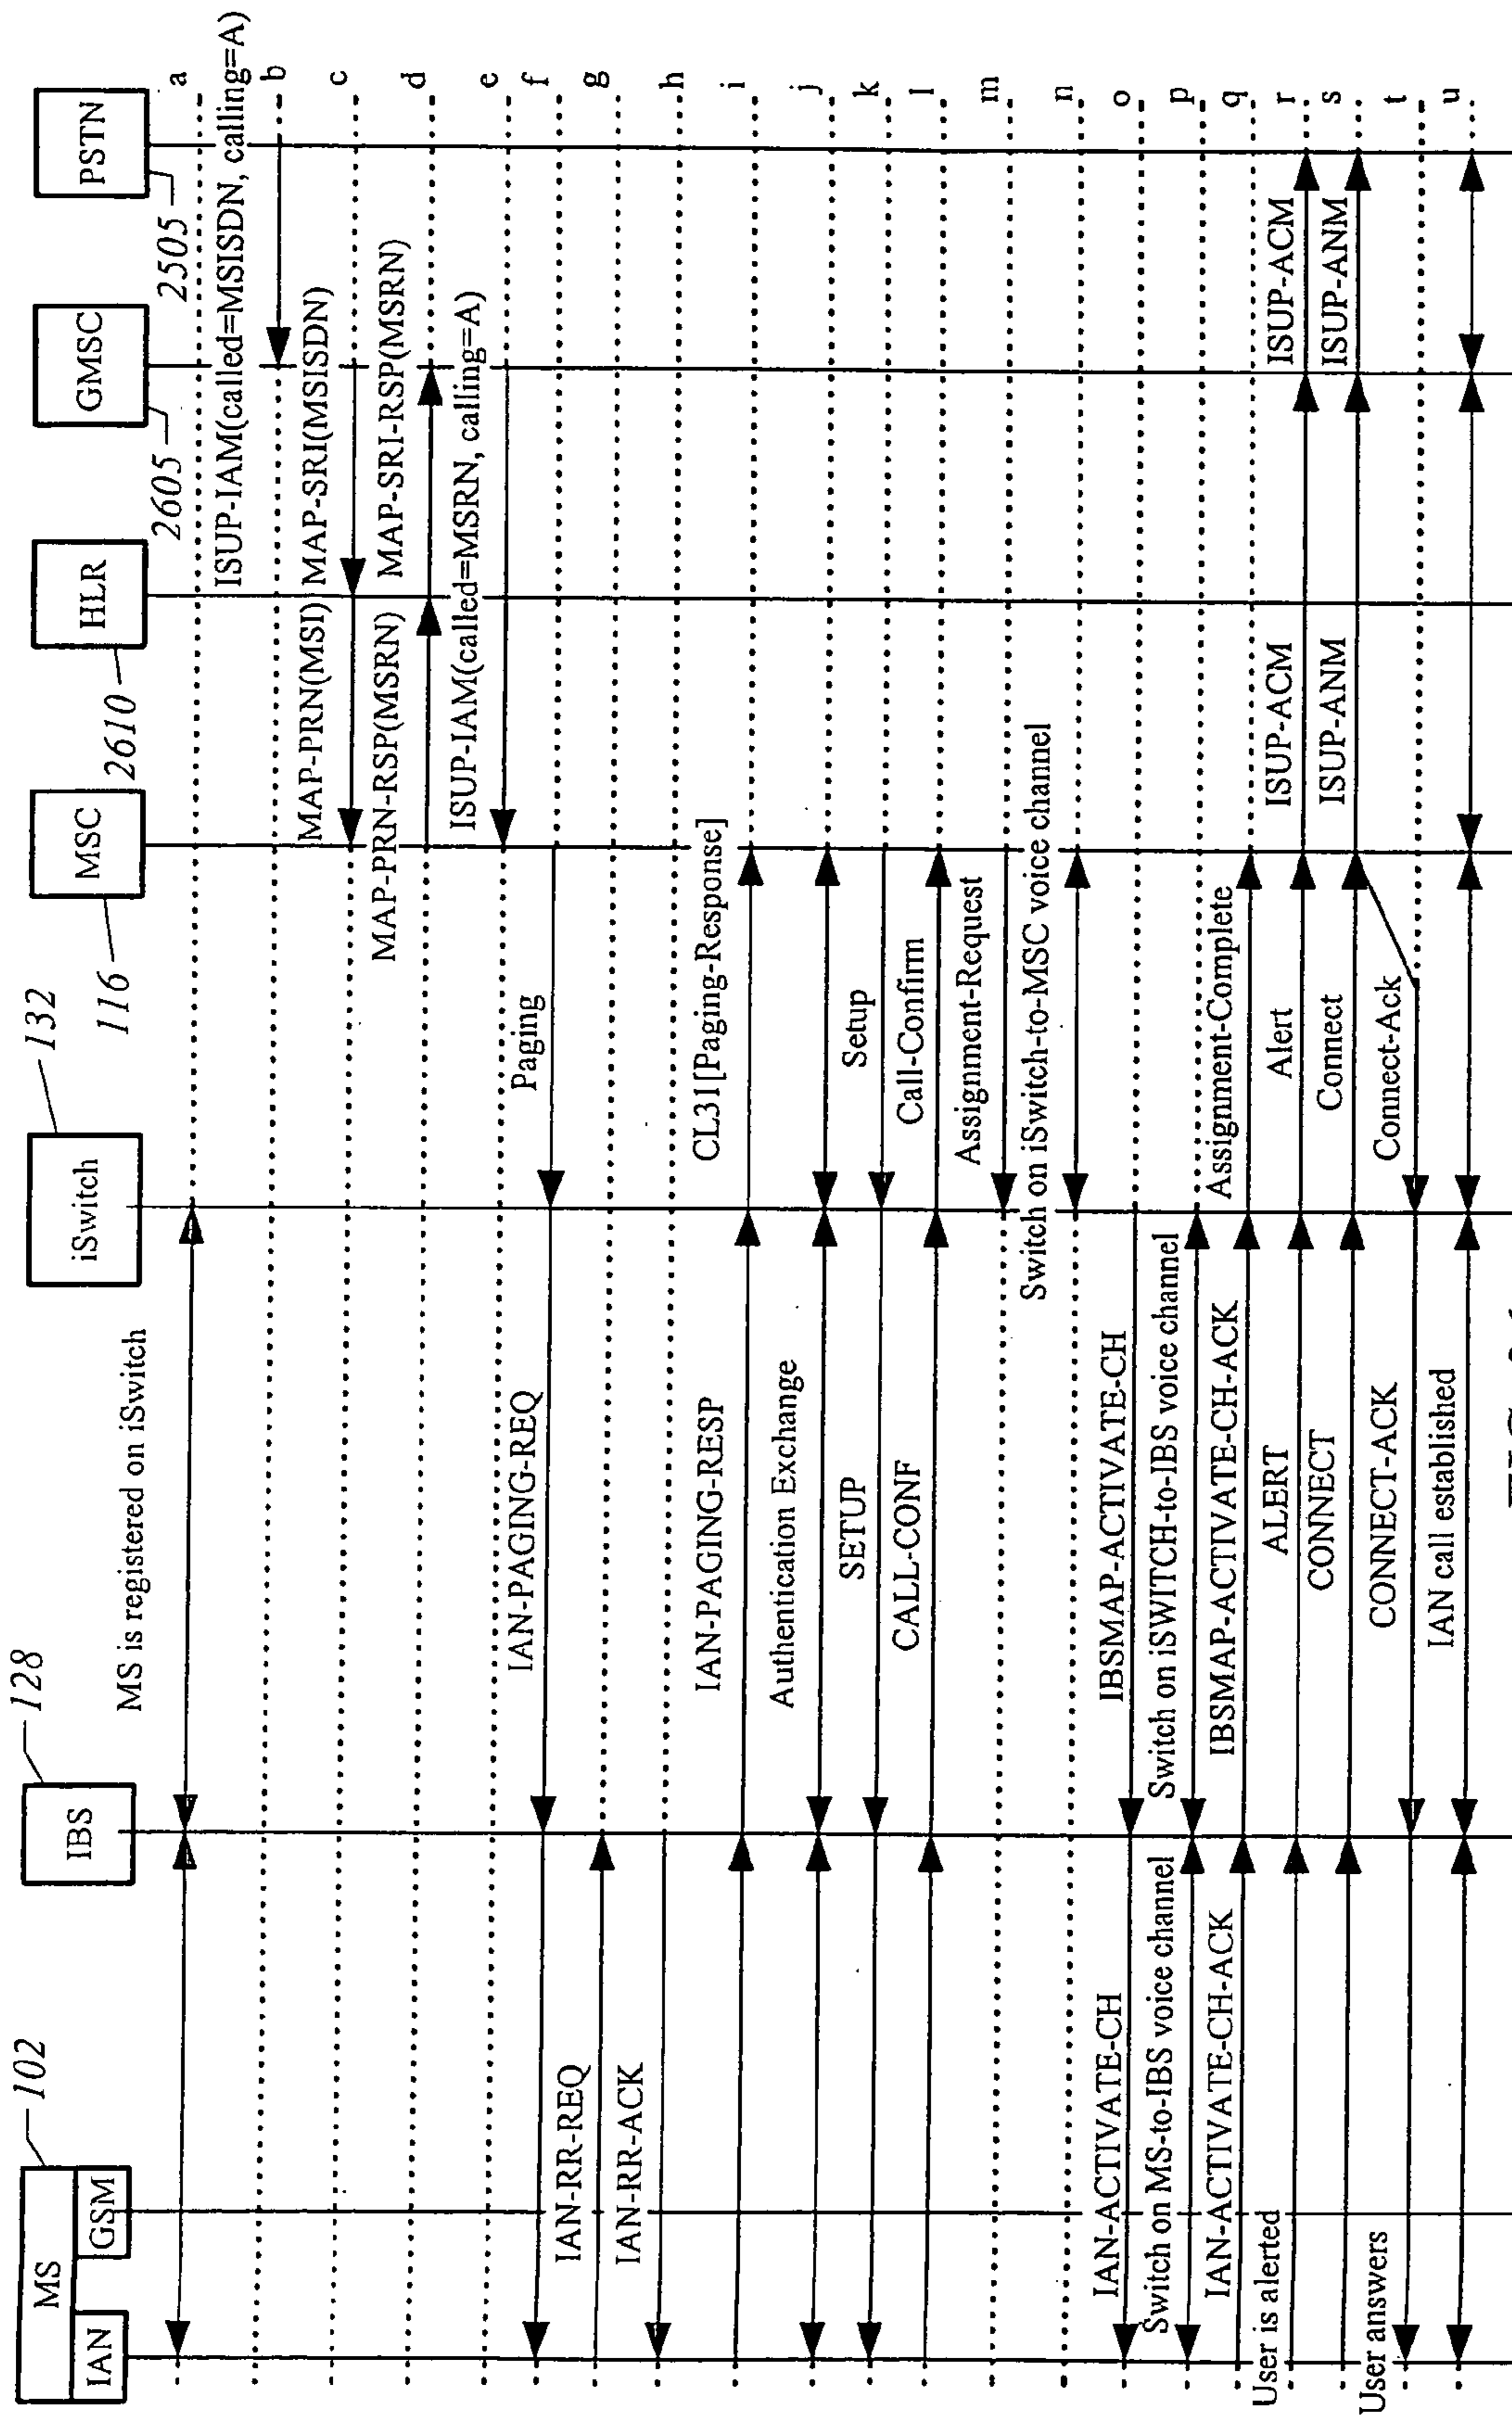 MS
102
IAN
GSM
IBS
128
iSwitch
132
MSC
116
HLR
2610
GMSC
2605
PSTN
2505
MS is registered on iSwitch
a
ISUP-IAM(called=MSISDN, calling=A)
b
MAP-PRN(MSI)
MAP-SRI(MSISDN)
c
MAP-PRN-RSP(MSRN)
MAP-SRI-RSP(MSRN)
d
ISUP-IAM(called=MSRN, calling=A)
e
IAN-PAGING-REQ
Paging
f
IAN-RR-REQ
g
IAN-RR-ACK
h
IAN-PAGING-RESP
CL3I[Paging-Response]
i
Authentication Exchange
j
SETUP
Setup
k
CALL-CONF
Call-Confirm
l
Assignment-Request
m
Switch on iSwitch-to-MSC voice channel
n
IAN-ACTIVATE-CH
IBSMAP-ACTIVATE-CH
o
Switch on MS-to-IBS voice channel
Switch on iSWITCH-to-IBS voice channel
p
IAN-ACTIVATE-CH-ACK
IBSMAP-ACTIVATE-CH-ACK
Assignment-Complete
q
User is alerted
ALERT
Alert
ISUP-ACM
ISUP-ACM
r
CONNECT
Connect
ISUP-ANM
ISUP-ANM
s
User answers
CONNECT-ACK
Connect-Ack
t
IAN call established
u